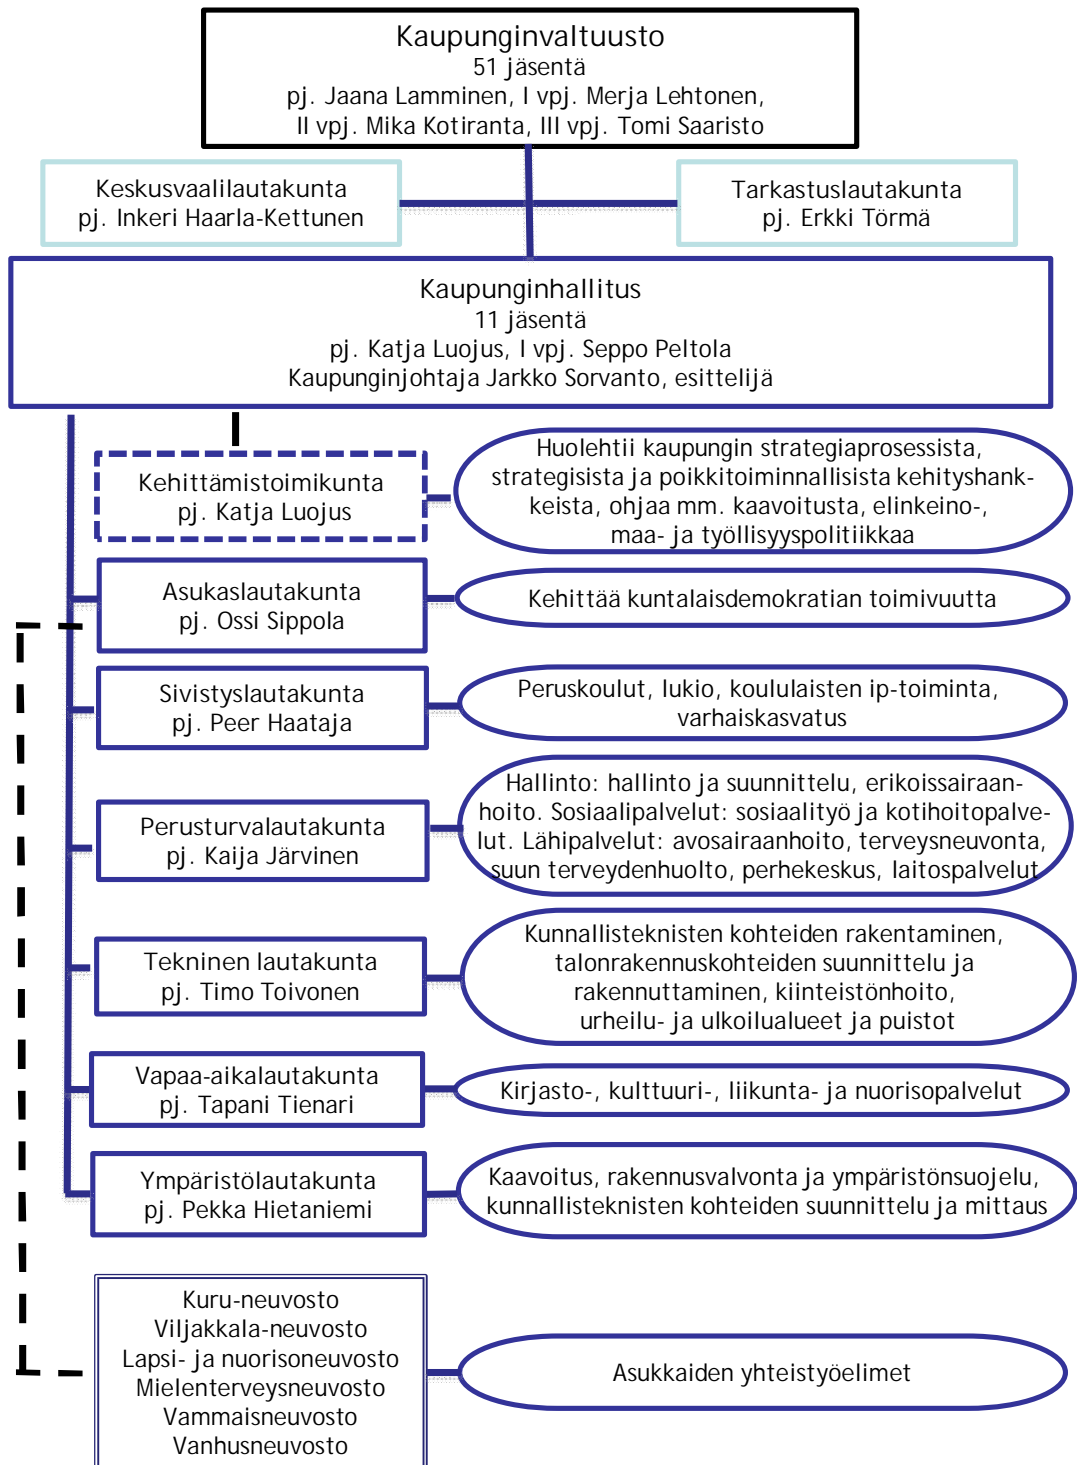 Kaupunginvaltuusto
51 jäsentä
pj. Jaana Lamminen, I vpj. Merja Lehtonen,
II vpj. Mika Kotiranta, III vpj. Tomi Saaristo
Keskusvaalilautakunta
pj. Inkeri Haarla-Kettunen
Tarkastuslautakunta
pj. Erkki Törmä
Kaupunginhallitus
11 jäsentä
pj. Katja Luojus, I vpj. Seppo Peltola
Kaupunginjohtaja Jarkko Sorvanto, esittelijä
Kehittämistoimikunta
pj. Katja Luojus
Huolehtii kaupungin strategiaprosessista,
strategisista ja poikkitoiminnallisista kehityshank-
keista, ohjaa mm. kaavoitusta, elinkeino-,
maa- ja työllisyyspolitiikkaa
Asukaslautakunta
pj. Ossi Sippola
Kehittää kuntalaisdemokratian toimivuutta
Sivistyslautakunta
pj. Peer Haataja
Peruskoulut, lukio, koululaisten ip-toiminta,
varhaiskasvatus
Perusturvalautakunta
pj. Kaija Järvinen
Hallinto: hallinto ja suunnittelu, erikoissairaan-
hoito. Sosiaalipalvelut: sosiaalityö ja kotihoitopalve-
lut. Lähipalvelut: avosairaanhoito, terveysneuvonta,
suun terveydenhuolto, perhekeskus, laitospalvelut
Tekninen lautakunta
pj. Timo Toivonen
Kunnallisteknisten kohteiden rakentaminen,
talonrakennuskohteiden suunnittelu ja
rakennuttaminen, kiinteistönhoito,
urheilu- ja ulkoilualueet ja puistot
Vapaa-aikalautakunta
pj. Tapani Tienari
Kirjasto-, kulttuuri-, liikunta- ja nuorisopalvelut
Ympäristölautakunta
pj. Pekka Hietaniemi
Kaavoitus, rakennusvalvonta ja ympäristönsuojelu,
kunnallisteknisten kohteiden suunnittelu ja mittaus
Kuru-neuvosto
Viljakkala-neuvosto
Lapsi- ja nuorisoneuvosto
Mielenterveysneuvosto
Vammaisneuvosto
Vanhusneuvosto
Asukkaiden yhteistyöelimet